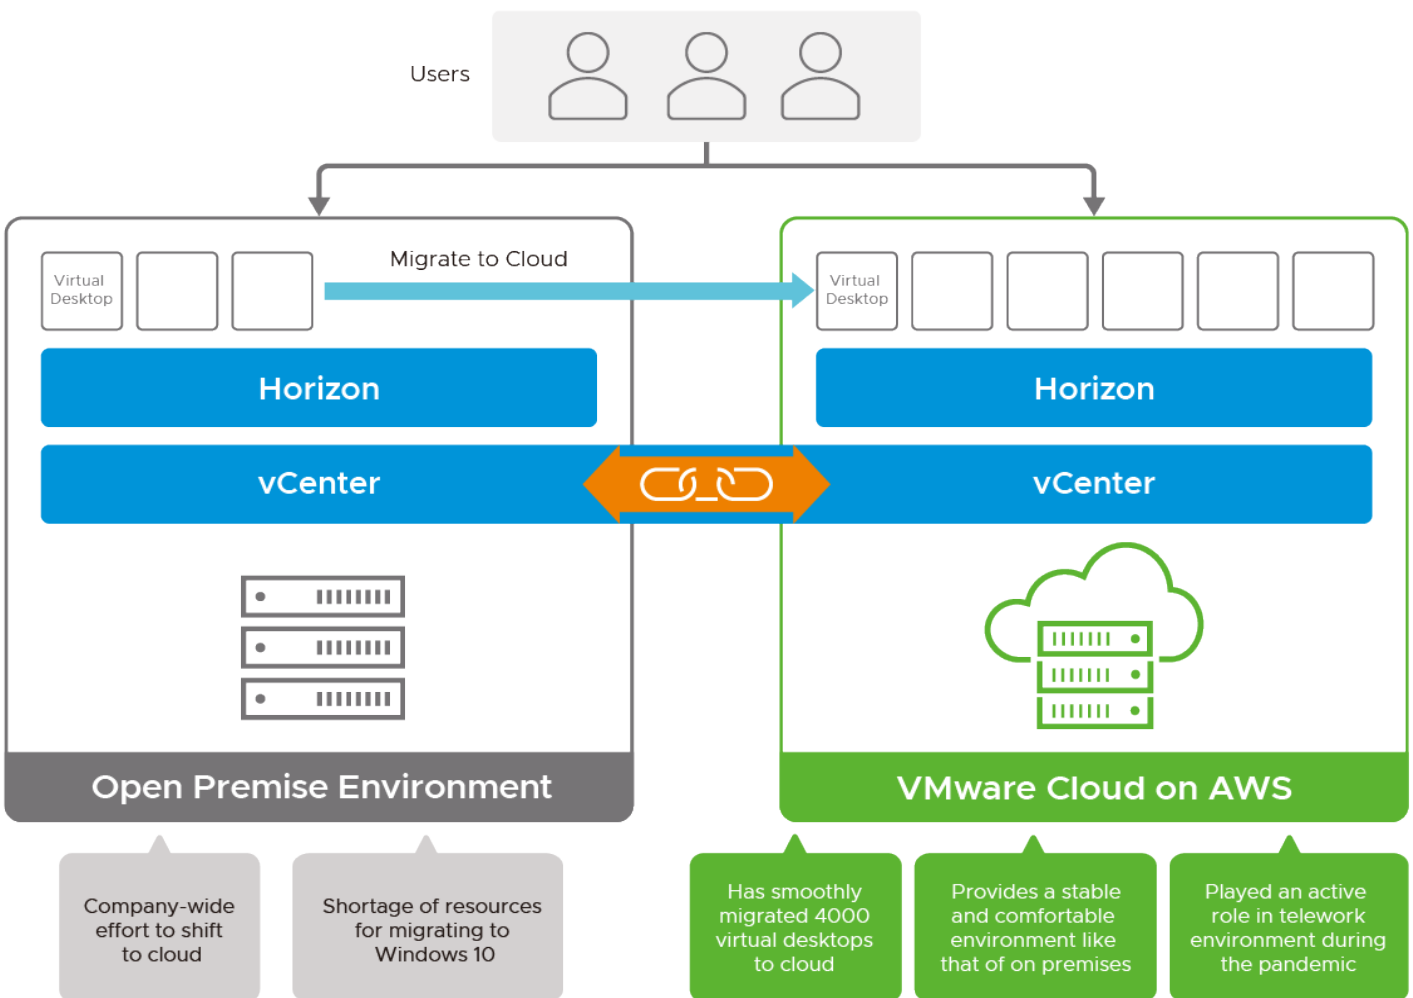 Users
Migrate to Cloud
Virtual
Desktop
Virtual
Desktop
Horizon
Horizon
vCenter
vCenter
Open Premise Environment
VMware Cloud on AWS
Company-wide
effort to shift
to cloud
Shortage of resources
for migrating to
Windows 10
Has smoothly
migrated 4000
virtual desktops
to cloud
Provides a stable
and comfortable
environment like
that of on premises
Played an active
role in telework
environment during
the pandemic